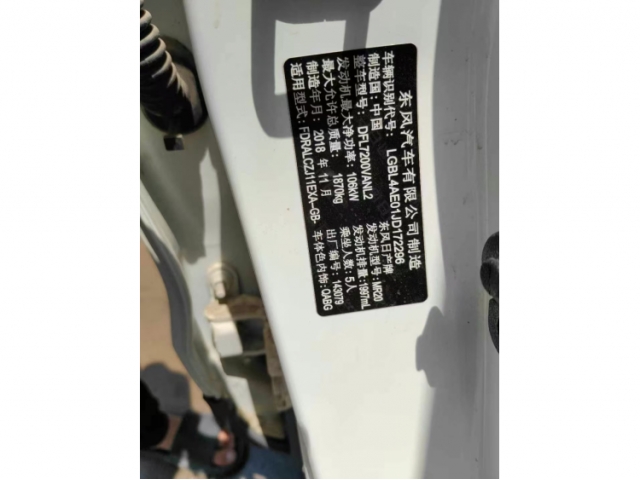 东风汽车有限公司制造
车辆识别代号: LGBL4AE01JD172296
制造国: 中国 东风日产牌
整车型号: DFL7200VANL2 发动机型号: MR20
发动机最大净功率: 106kW 发动机排量: 1997mL
最大允许总质量: 1870kg 乘坐人数: 5人
制造年月: 2018 年 11 月 出厂编号: 143079
适用型式: FDRALCZJ11EXA-GB- 车体色内饰: QABG